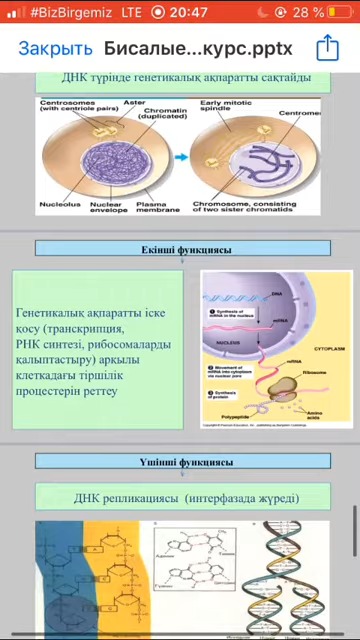 #BizBirgemiz LTE 20:47 28 %
Закрыть Бисалые...курс.pptx
ДНК түрінде генетикалық ақпаратты сақтайды
Centrosomes
(with centriole pairs)
Aster
Chromatin
(duplicated)
Early mitotic
spindle
Centromer
Nucleolus
Nuclear
envelope
Plasma
membrane
Chromosome, consisting
of two sister chromatids
Екінші функциясы
Генетикалық ақпаратты іске
қосу (транскрипция,
РНК синтезі, рибосомаларды
қалыптастыру) арқылы
клеткадағы тіршілік
процестерін реттеу
DNA
1 Synthesis of
mRNA in the nucleus
mRNA
NUCLEUS
CYTOPLASM
mRNA
2 Movement of
mRNA into cytoplasm
via nuclear pore
Ribosome
3 Synthesis
of protein
Polypeptide
Amino
acids
Үшінші функциясы
ДНК репликациясы (интерфазада жүреді)